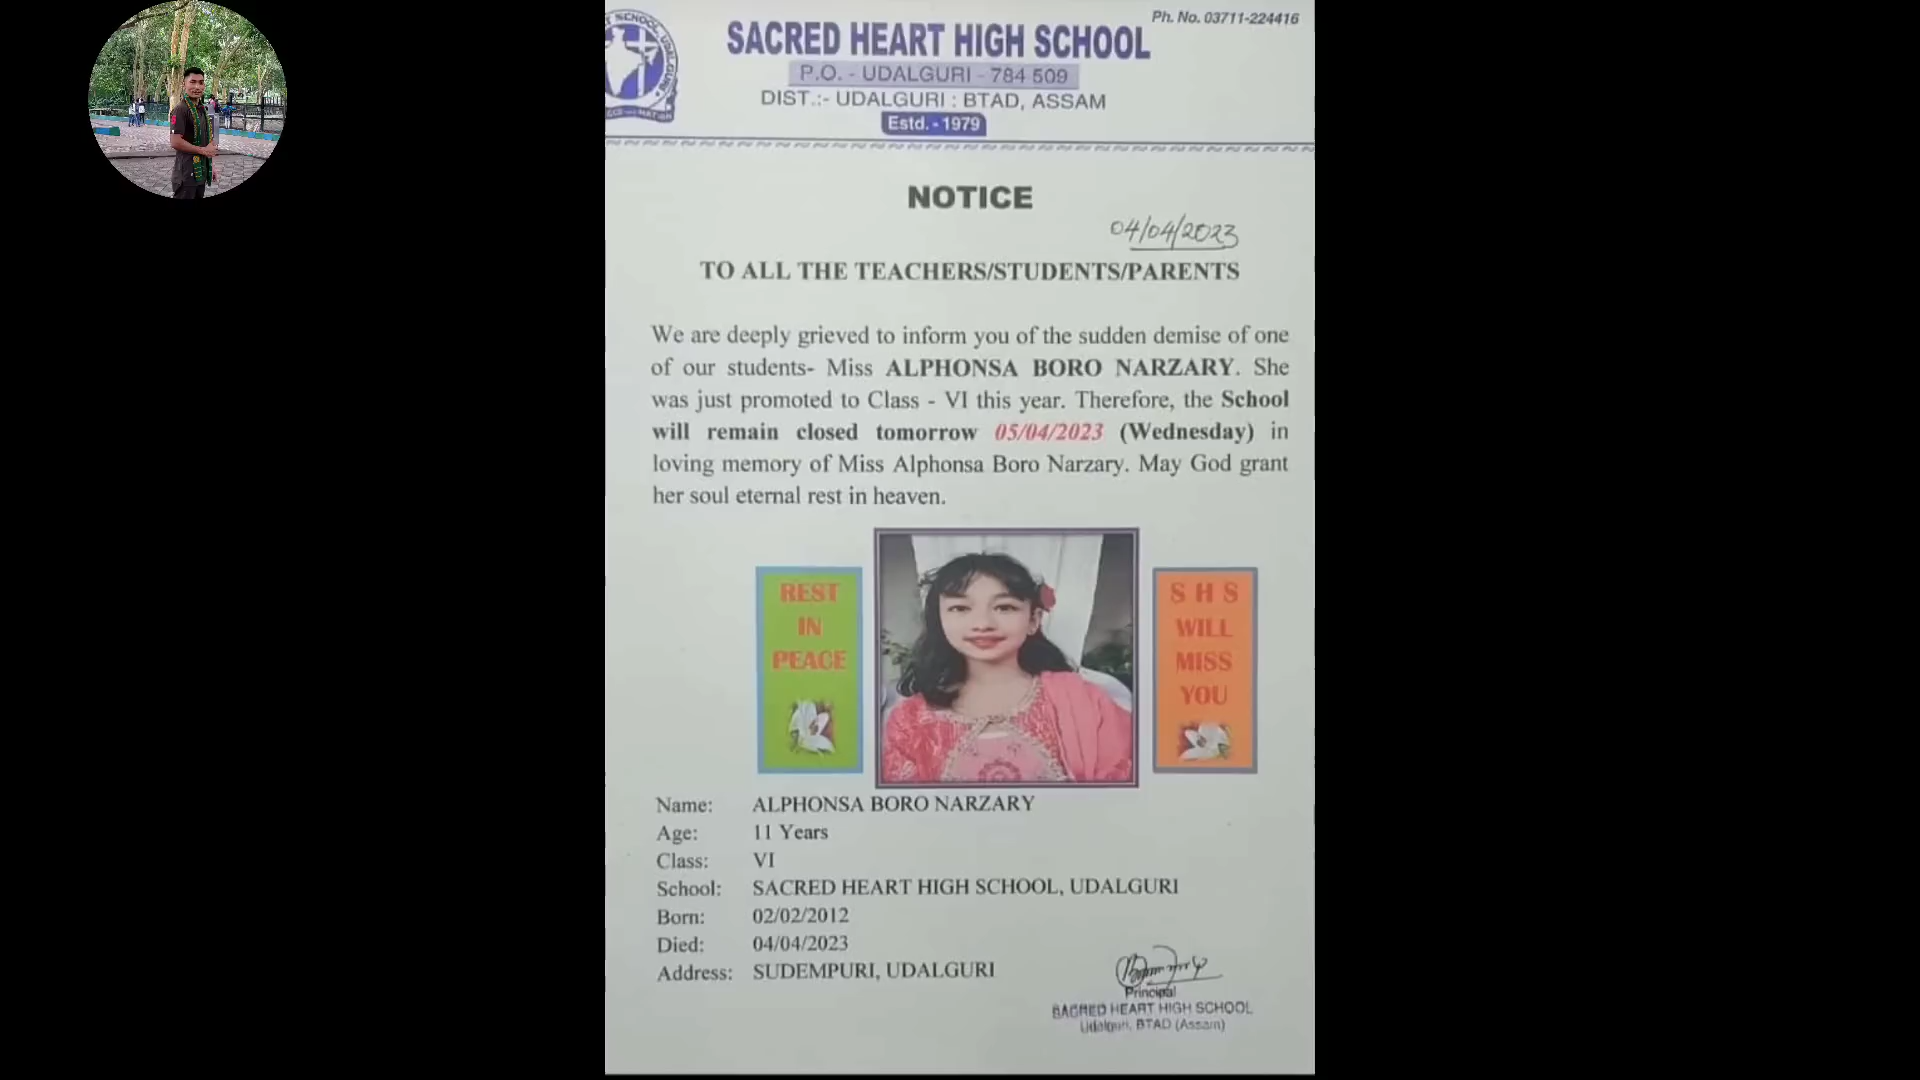 SCHOOL, UDALGURI
NATION
Ph. No. 03711-224416
SACRED HEART HIGH SCHOOL
P.O. - UDALGURI - 784 509
DIST.:- UDALGURI : BTAD, ASSAM
Estd. - 1979
NOTICE
04/04/2023
TO ALL THE TEACHERS/STUDENTS/PARENTS
We are deeply grieved to inform you of the sudden demise of one
of our students- Miss ALPHONSA BORO NARZARY. She
was just promoted to Class - VI this year. Therefore, the School
will remain closed tomorrow 05/04/2023 (Wednesday) in
loving memory of Miss Alphonsa Boro Narzary. May God grant
her soul eternal rest in heaven.
REST
IN
PEACE
S H S
WILL
MISS
YOU
Name: ALPHONSA BORO NARZARY
Age: 11 Years
Class: VI
School: SACRED HEART HIGH SCHOOL, UDALGURI
Born: 02/02/2012
Died: 04/04/2023
Address: SUDEMPURI, UDALGURI
Principal
SACRED HEART HIGH SCHOOL
Udalguri, BTAD (Assam)